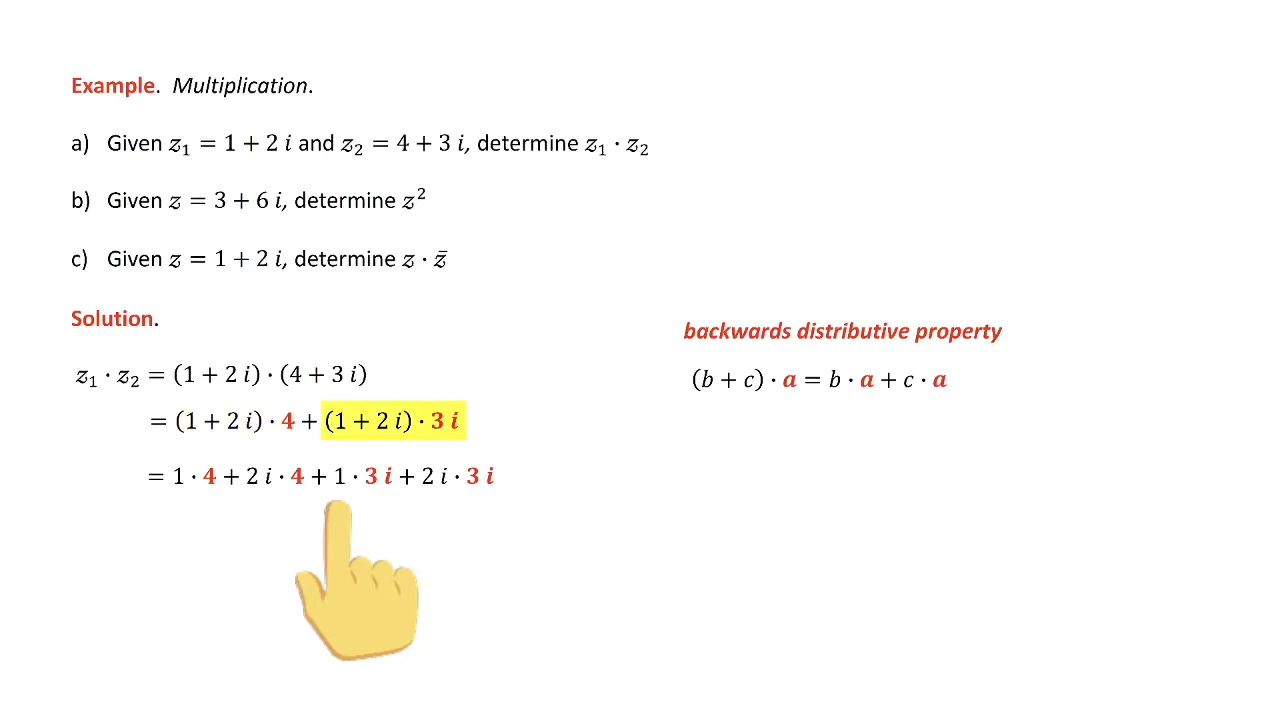 Example. Multiplication.
a) Given z₁ = 1 + 2 i and z₂ = 4 + 3 i, determine z₁ · z₂
b) Given z = 3 + 6 i, determine z²
c) Given z = 1 + 2 i, determine z · z̄
Solution.
backwards distributive property
z₁ · z₂ = (1 + 2 i) · (4 + 3 i)
(b + c) · a = b · a + c · a
= (1 + 2 i) · 4 + (1 + 2 i) · 3 i
= 1 · 4 + 2 i · 4 + 1 · 3 i + 2 i · 3 i